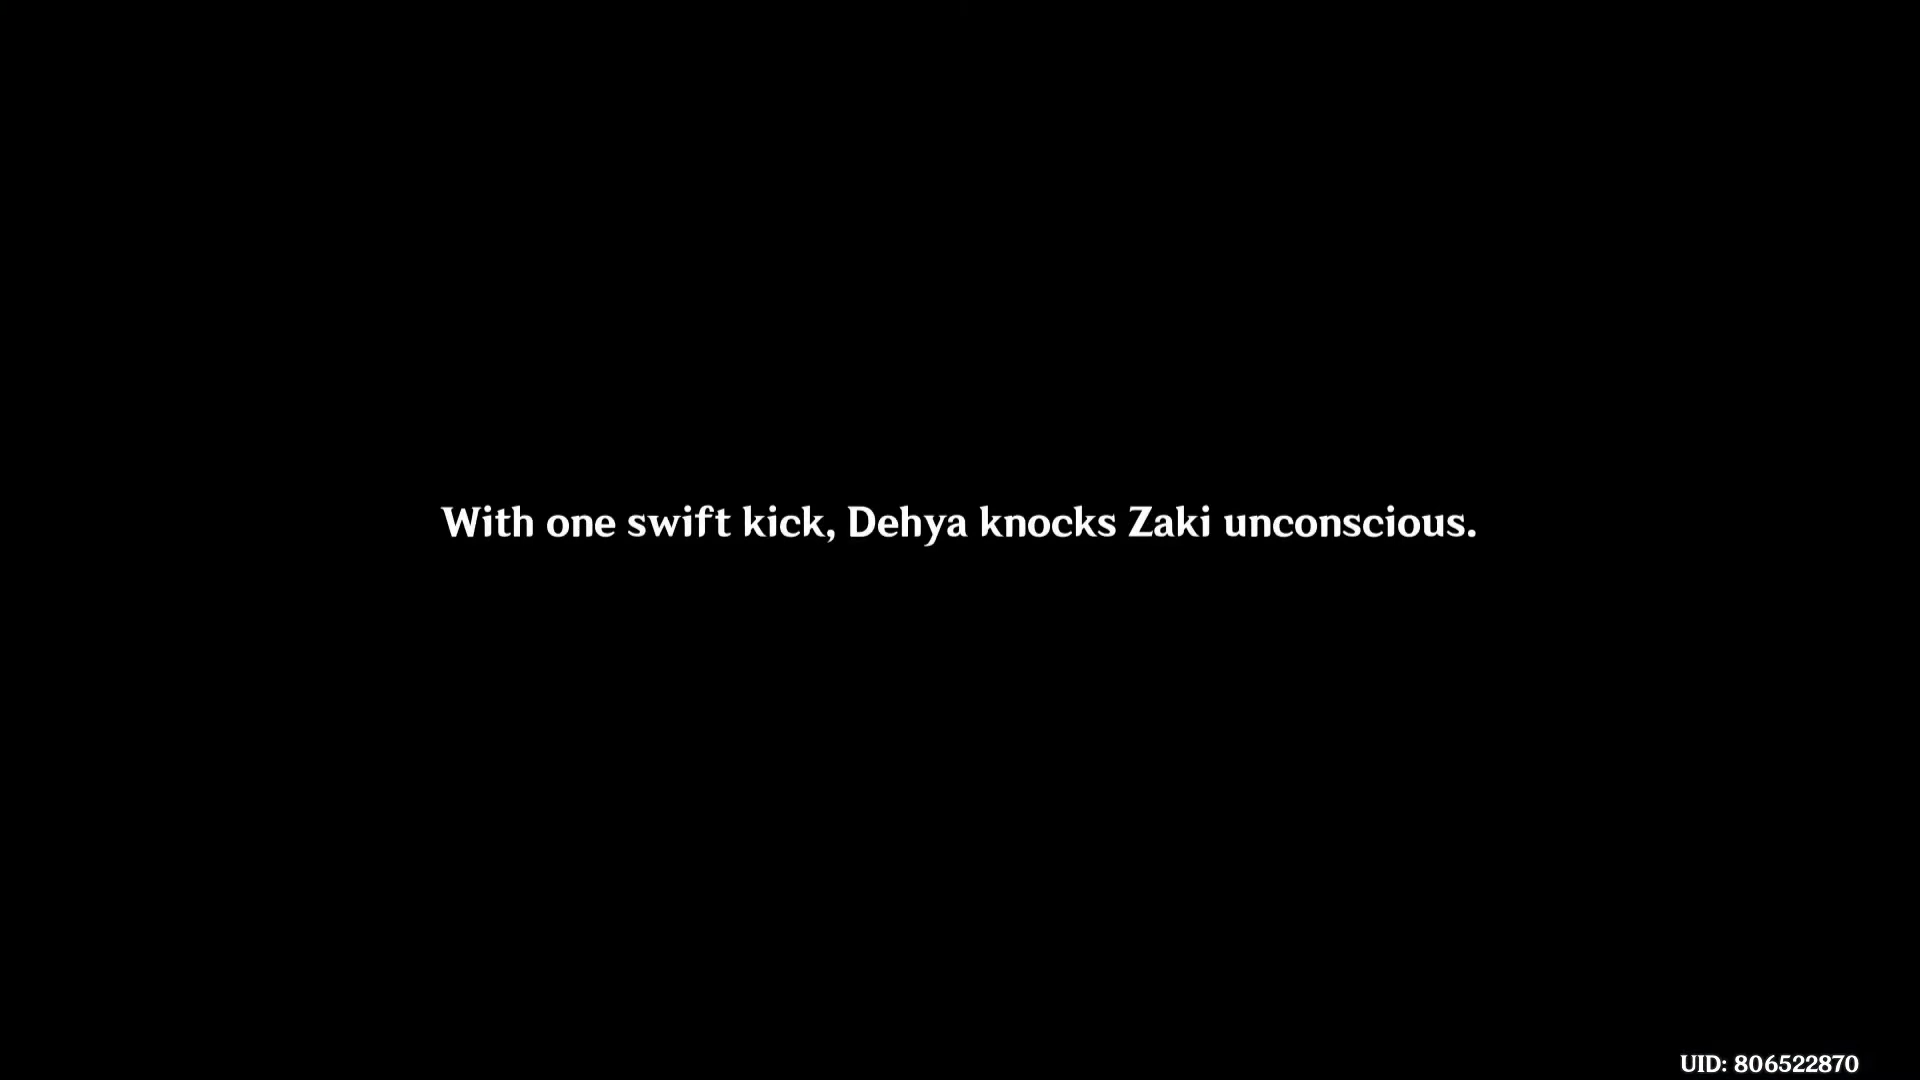 With one swift kick, Dehya knocks Zaki unconscious.
UID: 806522870